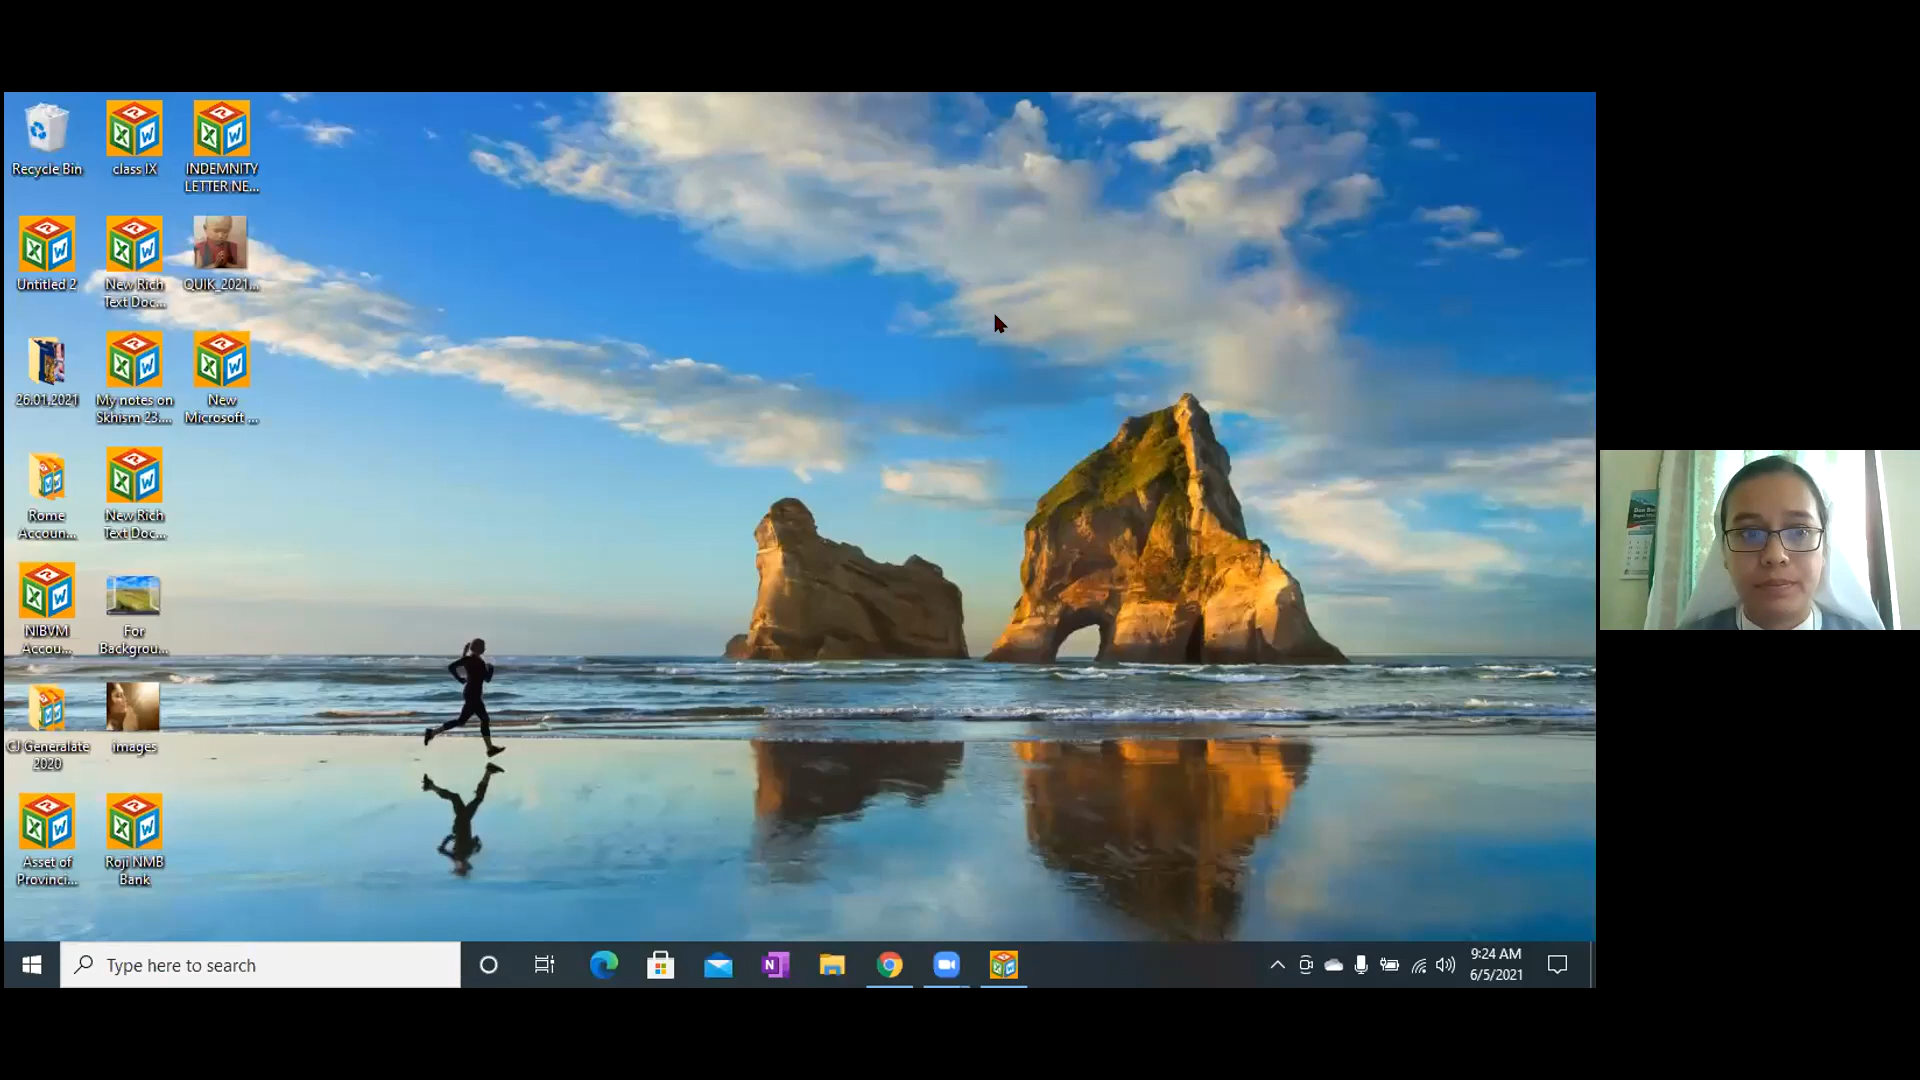 Recycle Bin
class IX
INDEMNITY
LETTER NE...
Untitled 2
New Rich
Text Doc...
QUIK_2021...
26.01.2021
My notes on
Skhism 23....
New
Microsoft ...
Rome
Accoun...
New Rich
Text Doc...
NIBVM
Accou...
For
Backgrou...
CJ Generalate
2020
images
Asset of
Provinci...
Roji NMB
Bank
Type here to search
9:24 AM
6/5/2021